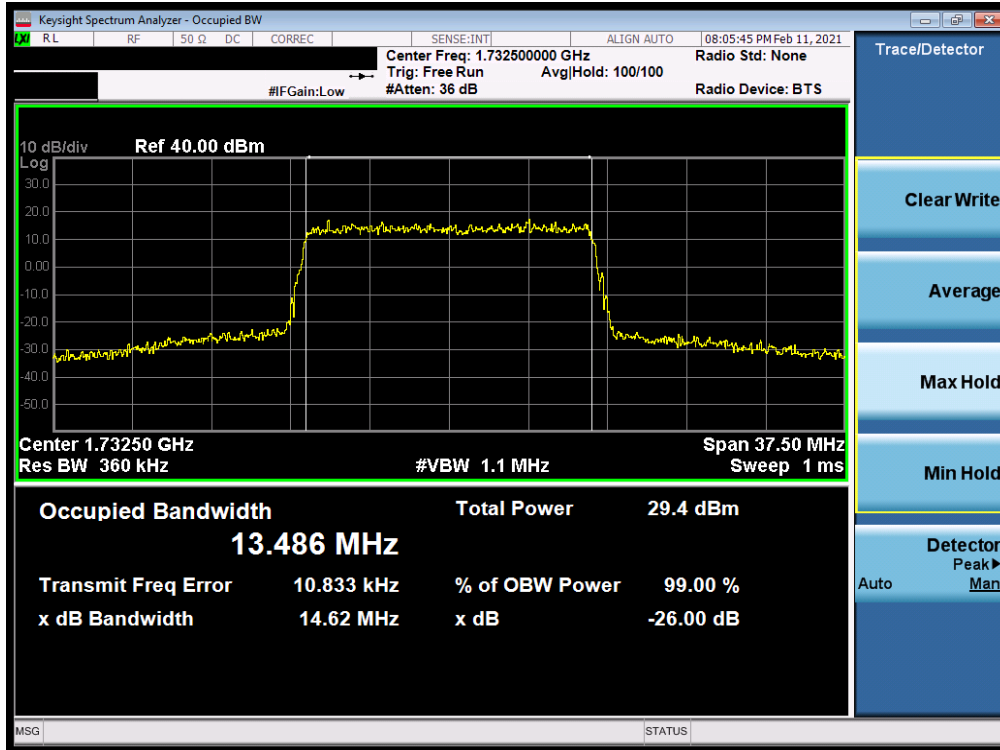 Keysight Spectrum Analyzer - Occupied BW
LXI RL RF 50 Ω DC CORREC SENSE:INT ALIGN AUTO 08:05:45 PM Feb 11, 2021
Center Freq: 1.732500000 GHz Radio Std: None
Trig: Free Run Avg|Hold: 100/100
#IFGain:Low #Atten: 36 dB Radio Device: BTS
10 dB/div Ref 40.00 dBm
Log
30.0
20.0
10.0
0.00
-10.0
-20.0
-30.0
-40.0
-50.0
Center 1.73250 GHz Span 37.50 MHz
Res BW 360 kHz #VBW 1.1 MHz Sweep 1 ms
Occupied Bandwidth Total Power 29.4 dBm
13.486 MHz
Transmit Freq Error 10.833 kHz % of OBW Power 99.00 %
x dB Bandwidth 14.62 MHz x dB -26.00 dB
MSG STATUS
Trace/Detector
Clear Write
Average
Max Hold
Min Hold
Detector
Peak▶
Auto Man